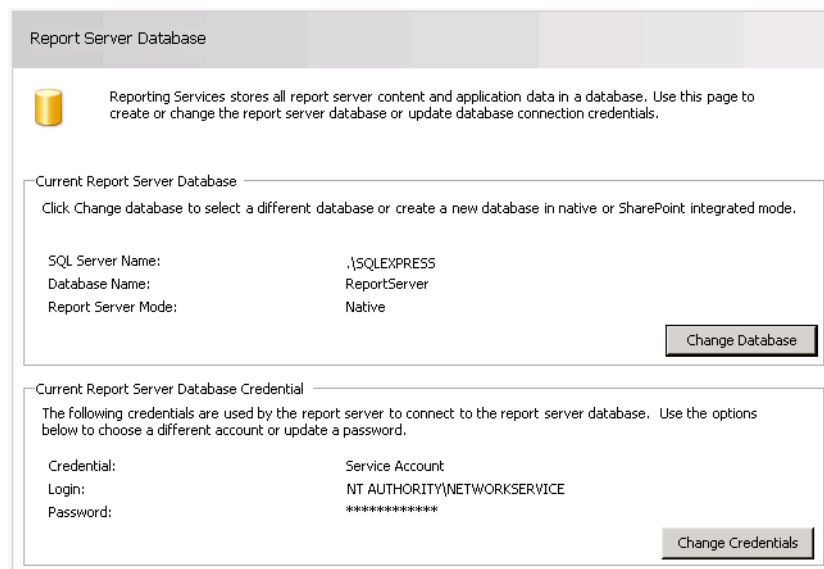 Report Server Database
Reporting Services stores all report server content and application data in a database. Use this page to
create or change the report server database or update database connection credentials.
Current Report Server Database
Click Change database to select a different database or create a new database in native or SharePoint integrated mode.
SQL Server Name: .\SQLEXPRESS
Database Name: ReportServer
Report Server Mode: Native
Change Database
Current Report Server Database Credential
The following credentials are used by the report server to connect to the report server database. Use the options
below to choose a different account or update a password.
Credential: Service Account
Login: NT AUTHORITY\NETWORKSERVICE
Password: ************
Change Credentials